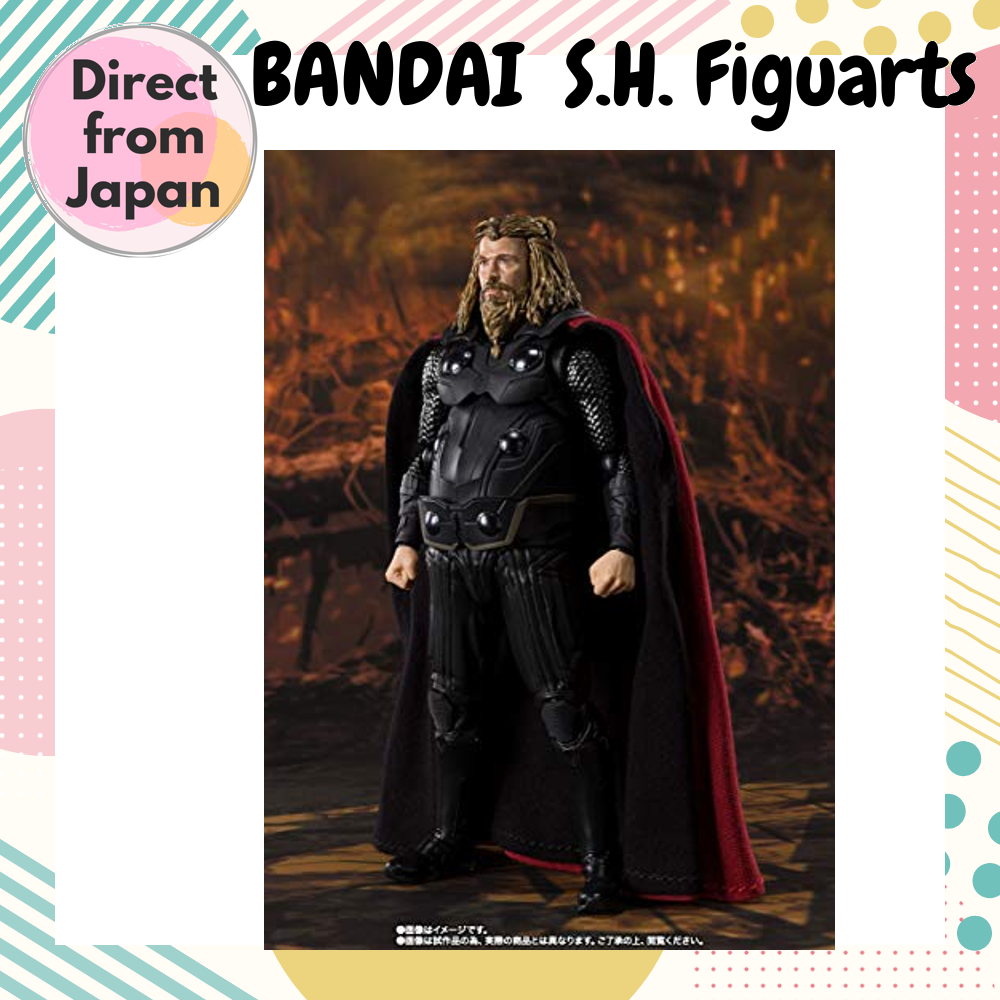 BANDAI S.H. Figuarts
Direct
from
Japan
●画像はイメージです。
●画像は試作品の為、実際の商品とは異なります。ご了承の上、閲覧ください。